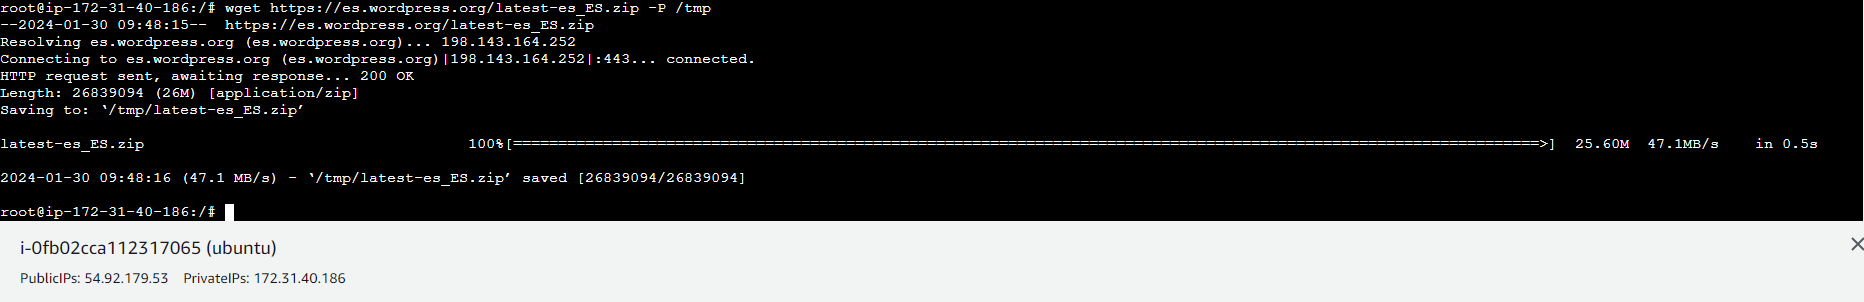 root@ip-172-31-40-186:/# wget https://es.wordpress.org/latest-es_ES.zip -P /tmp
--2024-01-30 09:48:15--  https://es.wordpress.org/latest-es_ES.zip
Resolving es.wordpress.org (es.wordpress.org)... 198.143.164.252
Connecting to es.wordpress.org (es.wordpress.org)|198.143.164.252|:443... connected.
HTTP request sent, awaiting response... 200 OK
Length: 26839094 (26M) [application/zip]
Saving to: ‘/tmp/latest-es_ES.zip’
latest-es_ES.zip 100%[==================================================================================================================>] 25.60M 47.1MB/s in 0.5s
2024-01-30 09:48:16 (47.1 MB/s) - ‘/tmp/latest-es_ES.zip’ saved [26839094/26839094]
root@ip-172-31-40-186:/#
i-0fb02cca112317065 (ubuntu)
PublicIPs: 54.92.179.53 PrivateIPs: 172.31.40.186